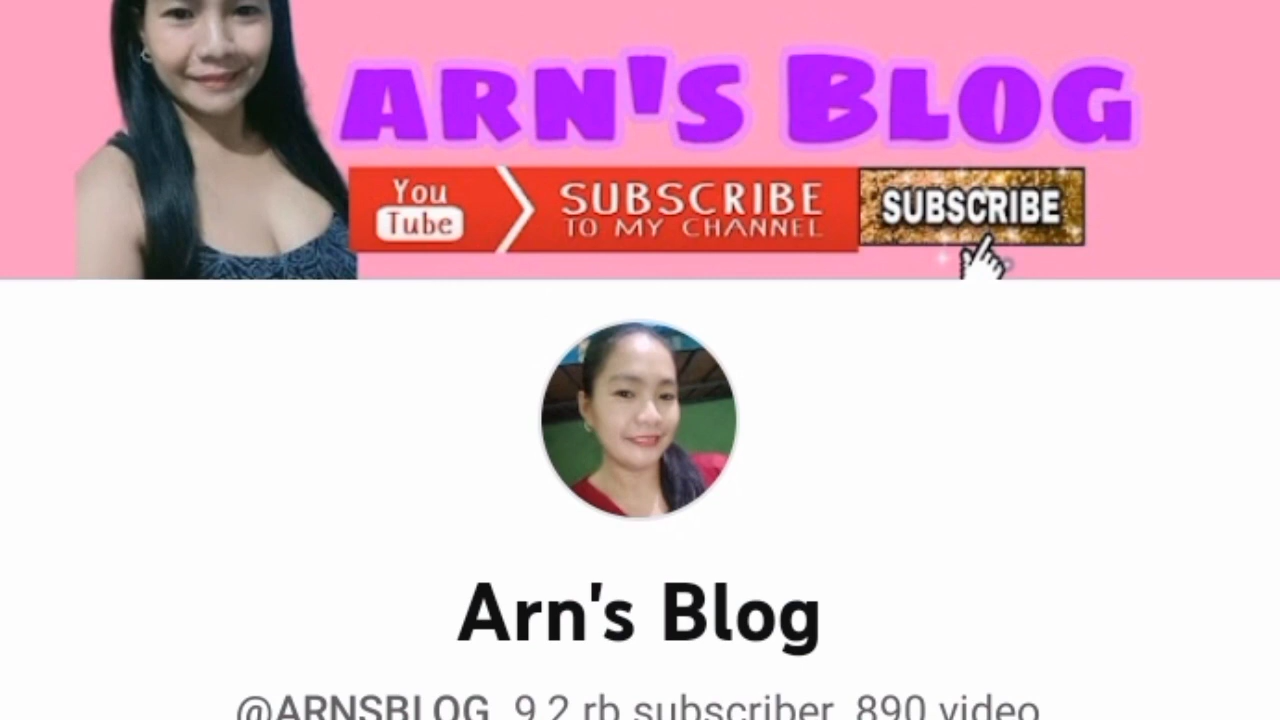 ARN'S BLOG
You
Tube
SUBSCRIBE
TO MY CHANNEL
SUBSCRIBE
Arn's Blog
@ARNSBLOG 9,2 rb subscriber 890 video